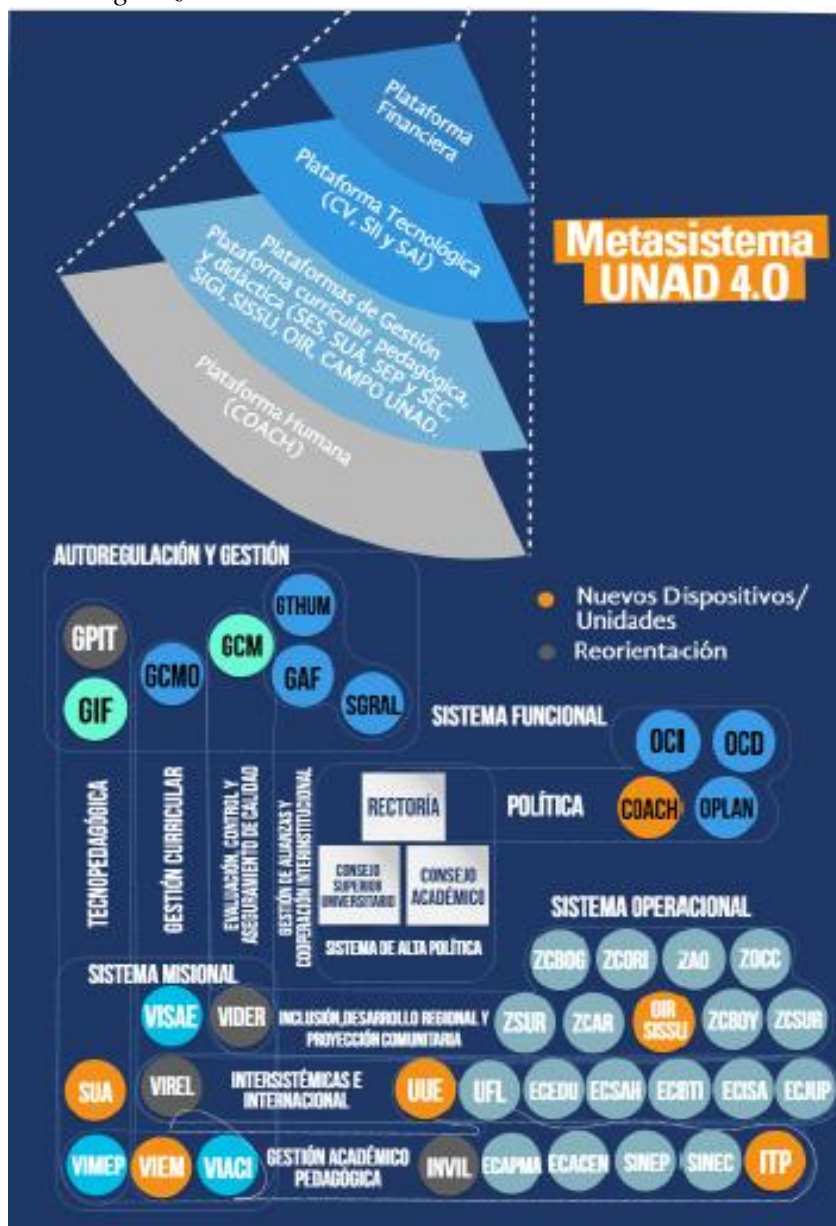 Plataforma
Financiera
Plataforma Tecnológica
(CV, SII y SAI)
Plataformas de Gestión
Plataforma curricular, pedagógica,
y didáctica (SES, SUA, SEP y SEC,
SIGI, SISSU, OIR, CAMPO UNAD,
Plataforma Humana
(COACH)
Metasistema
UNAD 4.0
AUTOREGULACIÓN Y GESTIÓN
GPIT
GIF
GCMO
GCM
GTHUM
GAF
SGRAL
Nuevos Dispositivos/
Unidades
Reorientación
SISTEMA FUNCIONAL
OCI
OCD
POLÍTICA
COACH
OPLAN
TECNOPEDAGÓGICA
GESTIÓN CURRICULAR
EVALUACIÓN, CONTROL Y
ASEGURAMIENTO DE CALIDAD
GESTIÓN DE ALIANZAS Y
COOPERACIÓN INTERINSTITUCIONAL
RECTORÍA
CONSEJO
SUPERIOR
UNIVERSITARIO
CONSEJO
ACADÉMICO
SISTEMA DE ALTA POLÍTICA
SISTEMA OPERACIONAL
ZCBOG
ZCORI
ZAO
ZOCC
SISTEMA MISIONAL
VISAE
VIDER
INCLUSIÓN, DESARROLLO REGIONAL Y
PROYECCIÓN COMUNITARIA
ZSUR
ZCAR
OIR
SISSU
ZCBOY
ZCSUR
SUA
VIREL
INTERSISTÉMICAS E
INTERNACIONAL
UUE
UFL
ECEDU
ECSAH
ECBTI
ECISA
ECJUP
VIMEP
VIEM
VIACI
GESTIÓN ACADÉMICO
PEDAGÓGICA
INVIL
ECAPMA
ECACEN
SINEP
SINEC
ITP